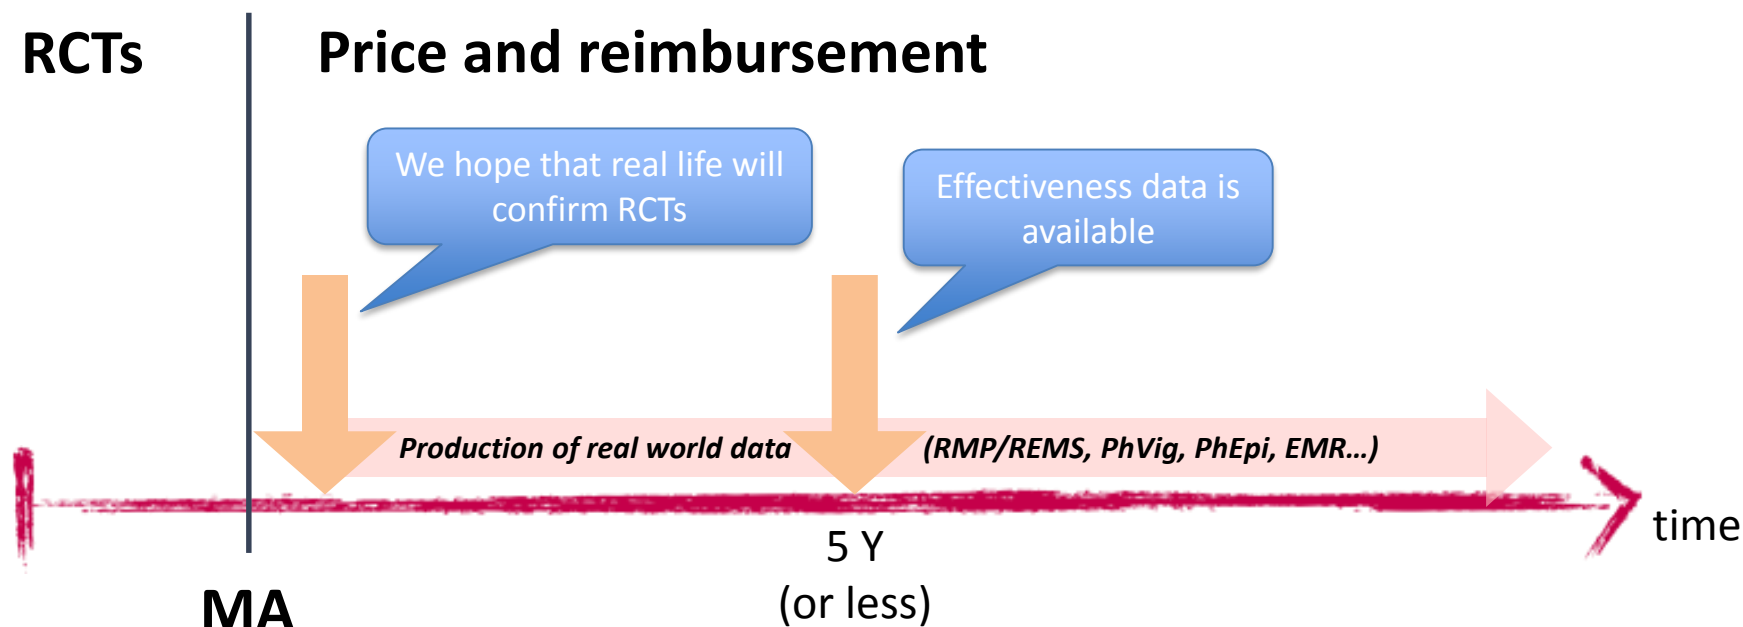 RCTs
Price and reimbursement
We hope that real life will
confirm RCTs
Effectiveness data is
available
Production of real world data
(RMP/REMS, PhVig, PhEpi, EMR…)
time
5 Y
(or less)
MA